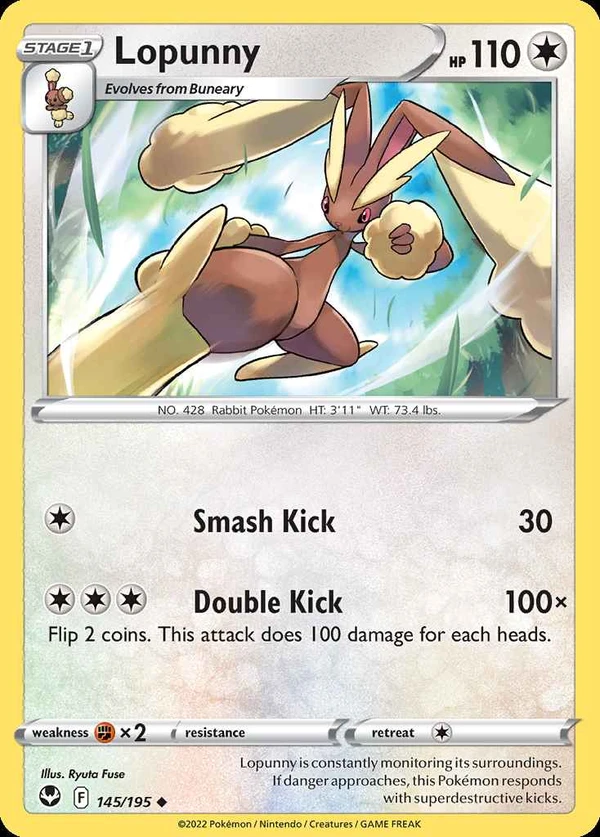 STAGE 1
Lopunny
HP 110
Evolves from Buneary
NO. 428 Rabbit Pokémon HT: 3'11" WT: 73.4 lbs.
Smash Kick 30
Double Kick 100×
Flip 2 coins. This attack does 100 damage for each heads.
weakness ×2 resistance retreat
Illus. Ryuta Fuse
Lopunny is constantly monitoring its surroundings.
If danger approaches, this Pokémon responds
with superdestructive kicks.
F 145/195
©2022 Pokémon / Nintendo / Creatures / GAME FREAK